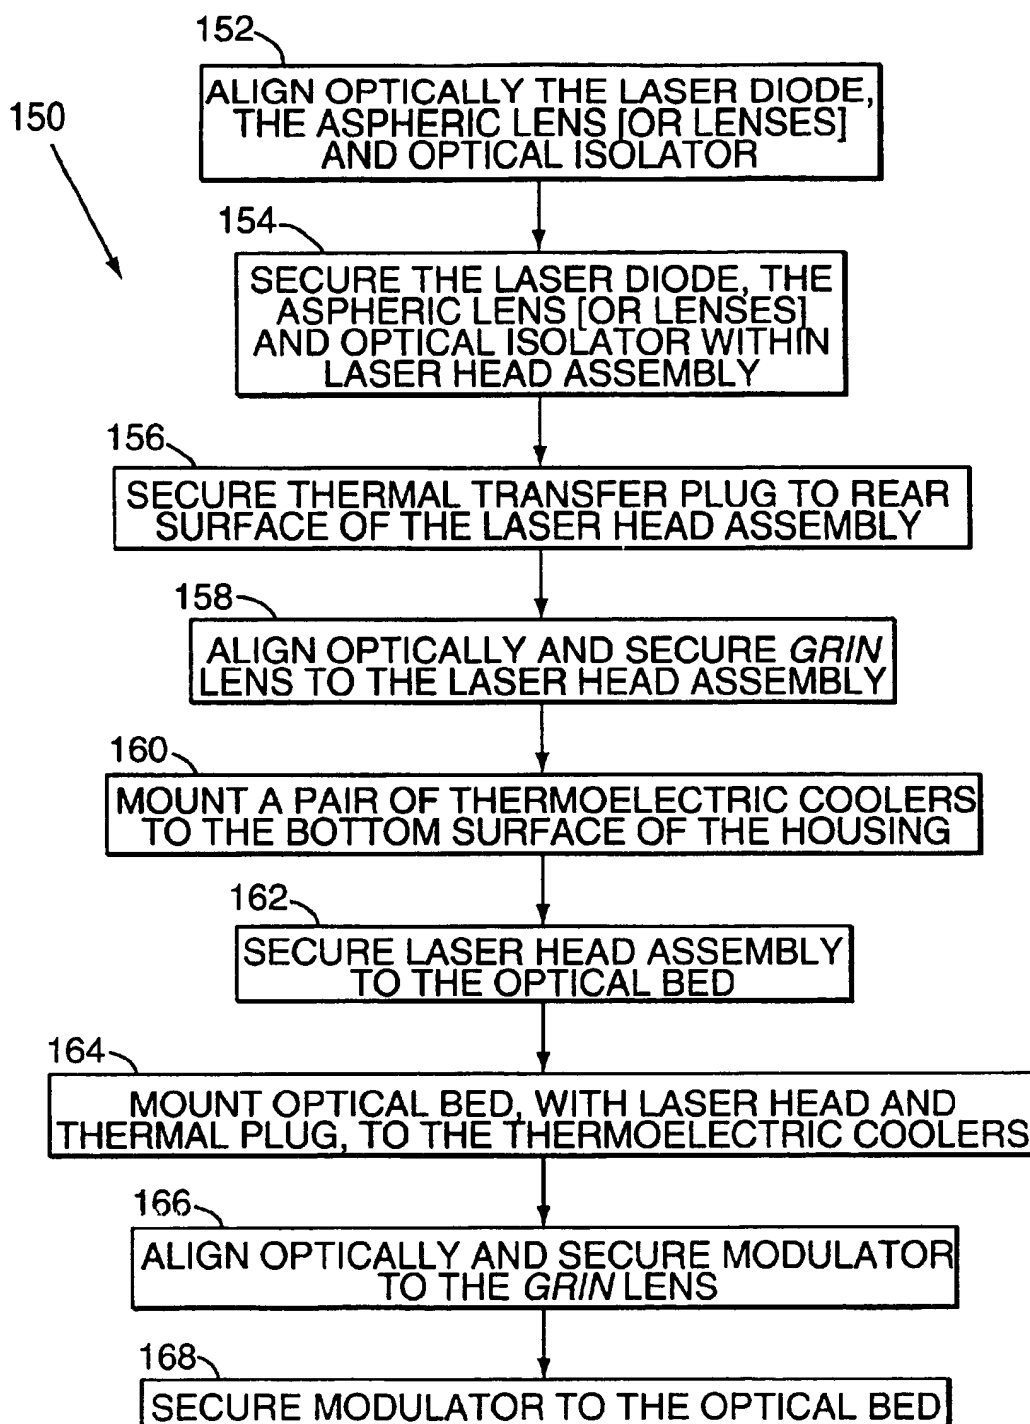 152
150
ALIGN OPTICALLY THE LASER DIODE,
THE ASPHERIC LENS [OR LENSES]
AND OPTICAL ISOLATOR
154
SECURE THE LASER DIODE, THE
ASPHERIC LENS [OR LENSES]
AND OPTICAL ISOLATOR WITHIN
LASER HEAD ASSEMBLY
156
SECURE THERMAL TRANSFER PLUG TO REAR
SURFACE OF THE LASER HEAD ASSEMBLY
158
ALIGN OPTICALLY AND SECURE GRIN
LENS TO THE LASER HEAD ASSEMBLY
160
MOUNT A PAIR OF THERMOELECTRIC COOLERS
TO THE BOTTOM SURFACE OF THE HOUSING
162
SECURE LASER HEAD ASSEMBLY
TO THE OPTICAL BED
164
MOUNT OPTICAL BED, WITH LASER HEAD AND
THERMAL PLUG, TO THE THERMOELECTRIC COOLERS
166
ALIGN OPTICALLY AND SECURE MODULATOR
TO THE GRIN LENS
168
SECURE MODULATOR TO THE OPTICAL BED